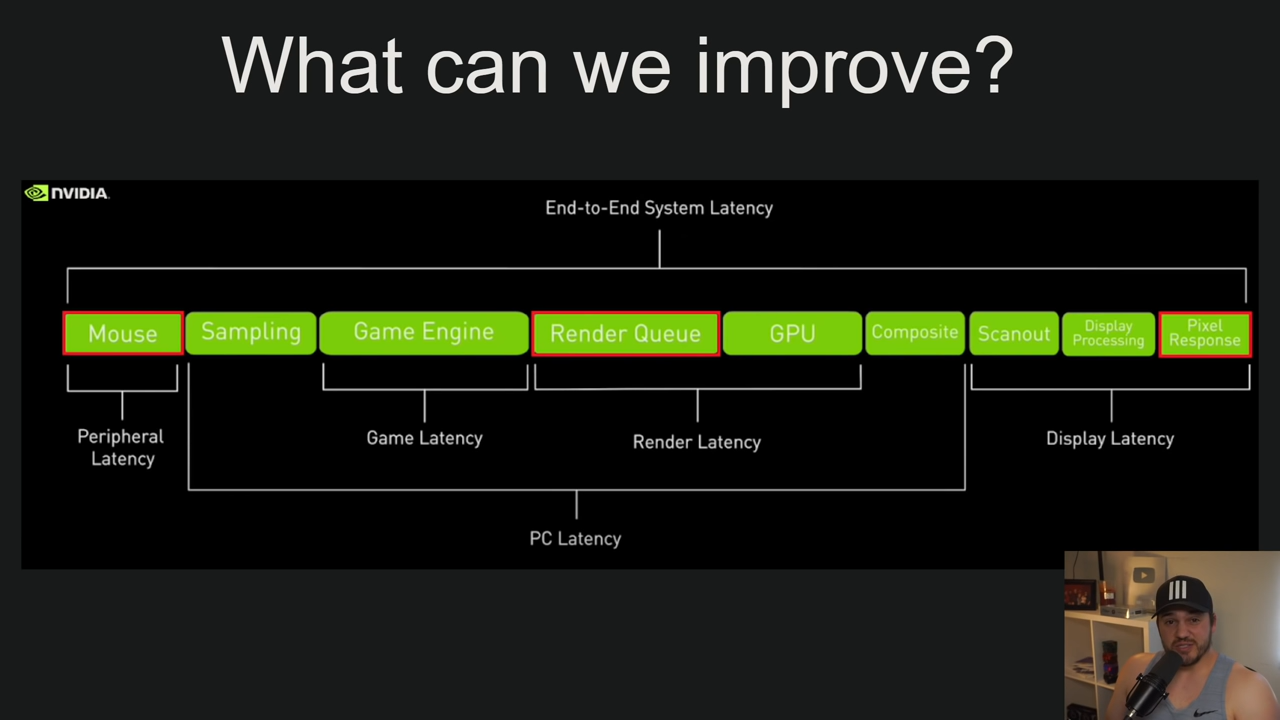 What can we improve?
NVIDIA.
End-to-End System Latency
Mouse
Sampling
Game Engine
Render Queue
GPU
Composite
Scanout
Display
Processing
Pixel
Response
Peripheral
Latency
Game Latency
Render Latency
Display Latency
PC Latency